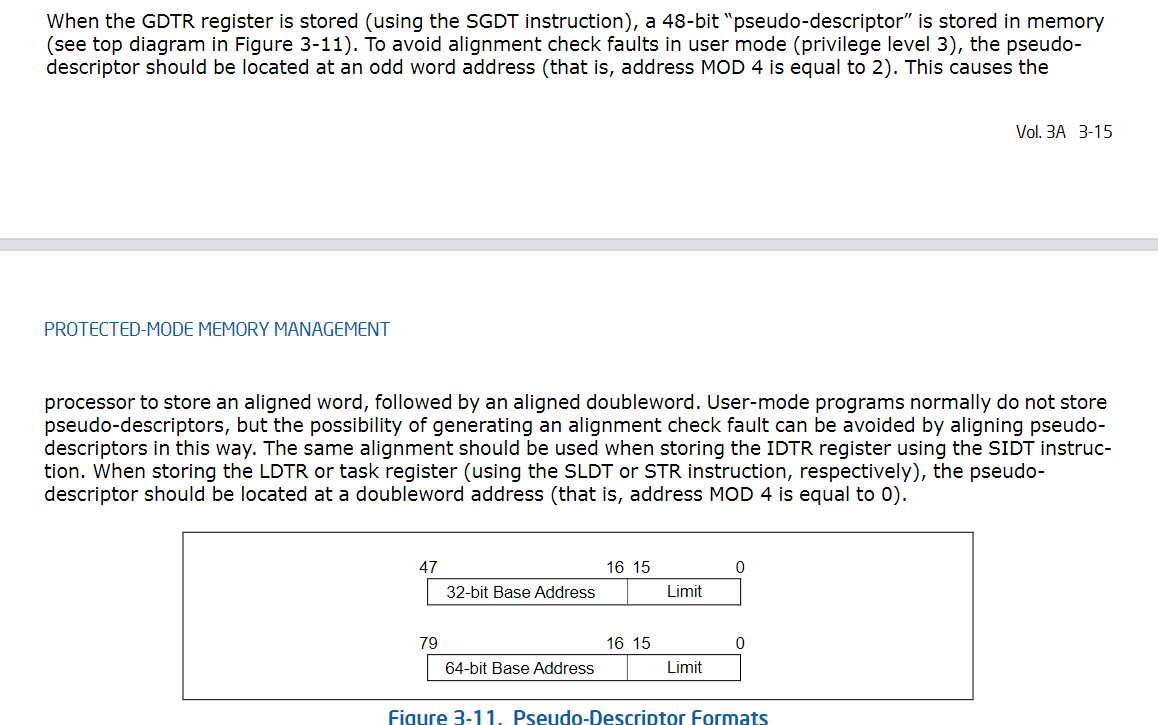 When the GDTR register is stored (using the SGDT instruction), a 48-bit “pseudo-descriptor” is stored in memory
(see top diagram in Figure 3-11). To avoid alignment check faults in user mode (privilege level 3), the pseudo-
descriptor should be located at an odd word address (that is, address MOD 4 is equal to 2). This causes the
Vol. 3A 3-15
PROTECTED-MODE MEMORY MANAGEMENT
processor to store an aligned word, followed by an aligned doubleword. User-mode programs normally do not store
pseudo-descriptors, but the possibility of generating an alignment check fault can be avoided by aligning pseudo-
descriptors in this way. The same alignment should be used when storing the IDTR register using the SIDT instruc-
tion. When storing the LDTR or task register (using the SLDT or STR instruction, respectively), the pseudo-
descriptor should be located at a doubleword address (that is, address MOD 4 is equal to 0).
47 16 15 0
32-bit Base Address Limit
79 16 15 0
64-bit Base Address Limit
Figure 3-11. Pseudo-Descriptor Formats